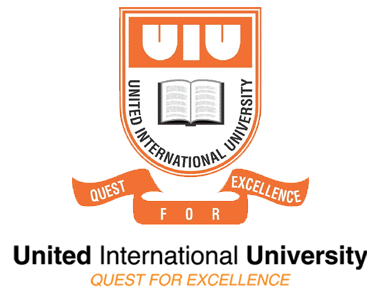 UIU
UNITED INTERNATIONAL UNIVERSITY
QUEST
FOR
EXCELLENCE
United International University
QUEST FOR EXCELLENCE